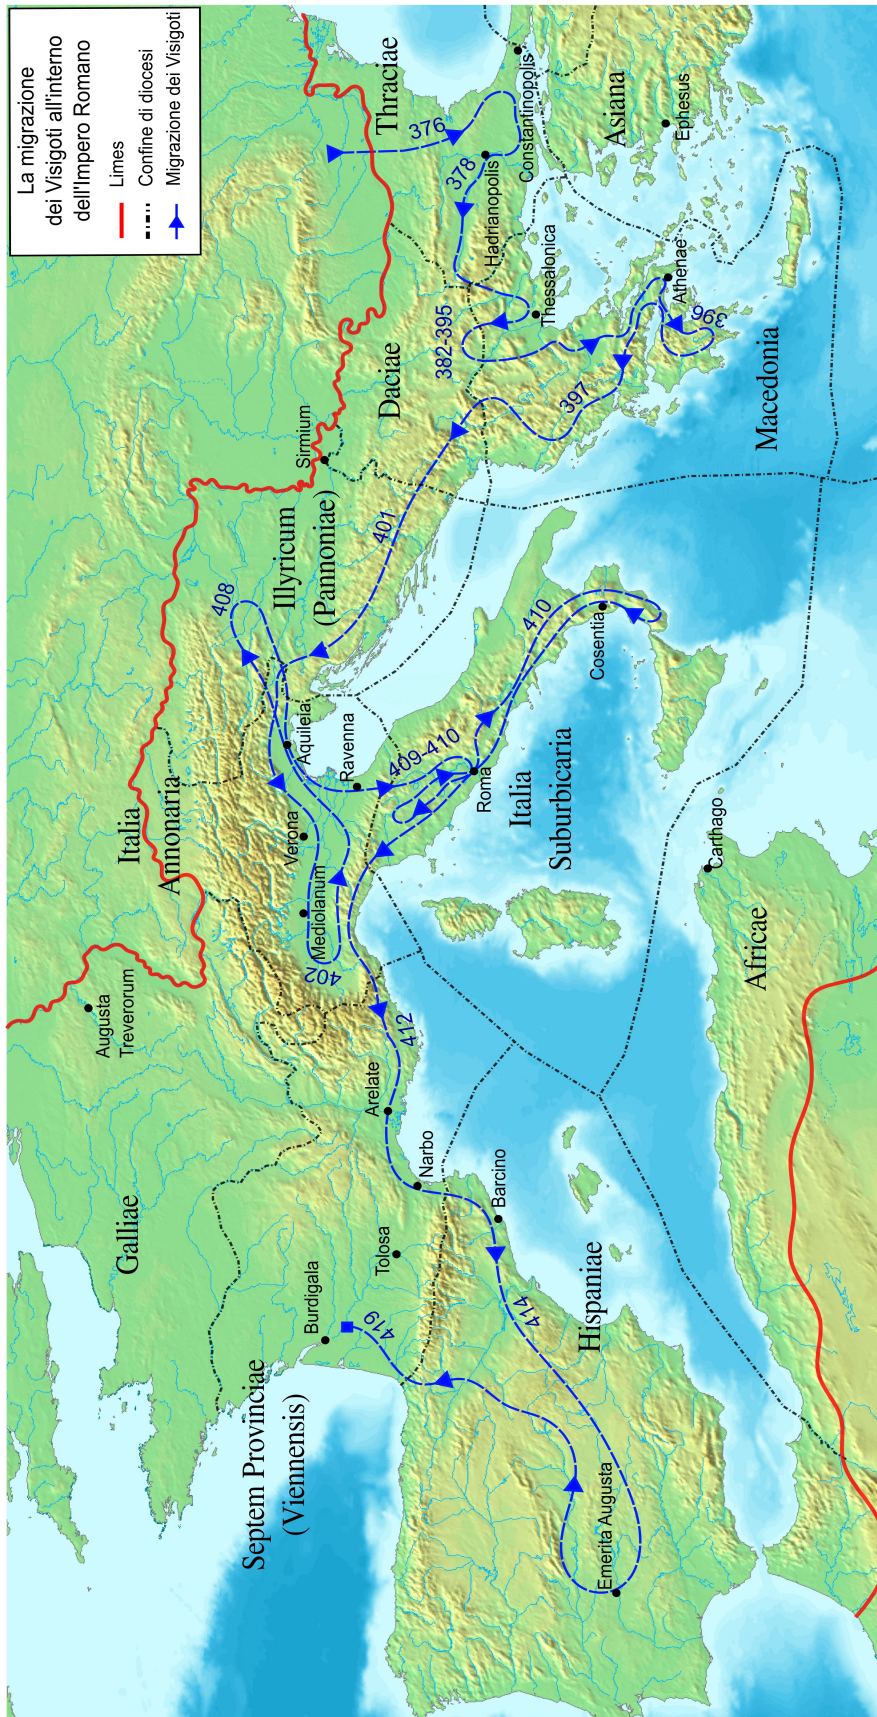 La migrazione
dei Visigoti all'interno
dell'Impero Romano
Limes
Confine di diocesi
Migrazione dei Visigoti
Galliae
Augusta
Treverorum
Italia
Annonaria
Illyricum
(Pannoniae)
Sirmium
Daciae
Thraciae
376
378
Hadrianopolis
Constantinopolis
Asiana
Ephesus
Septem Provinciae
(Viennensis)
Burdigala
419
Tolosa
Narbo
Arelate
412
402
Mediolanum
Verona
Aquileia
Ravenna
408
401
382-395
Thessalonica
397
Athenae
396
Macedonia
409-410
Roma
410
Cosentia
Italia
Suburbicaria
Barcino
414
Hispaniae
Emerita Augusta
Carthago
Africae